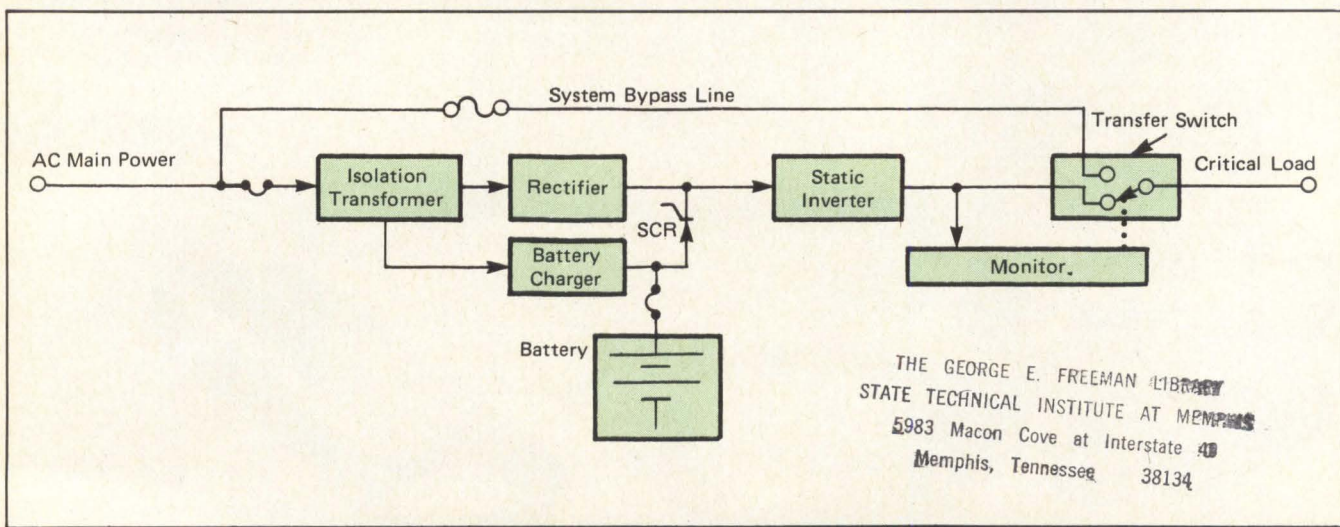 System Bypass Line
Transfer Switch
AC Main Power
Critical Load
Isolation
Transformer
Rectifier
Static
Inverter
SCR
Battery
Charger
Monitor
Battery
THE GEORGE E. FREEMAN LIBRARY
STATE TECHNICAL INSTITUTE AT MEMPHIS
5983 Macon Cove at Interstate
Memphis, Tennessee 38134